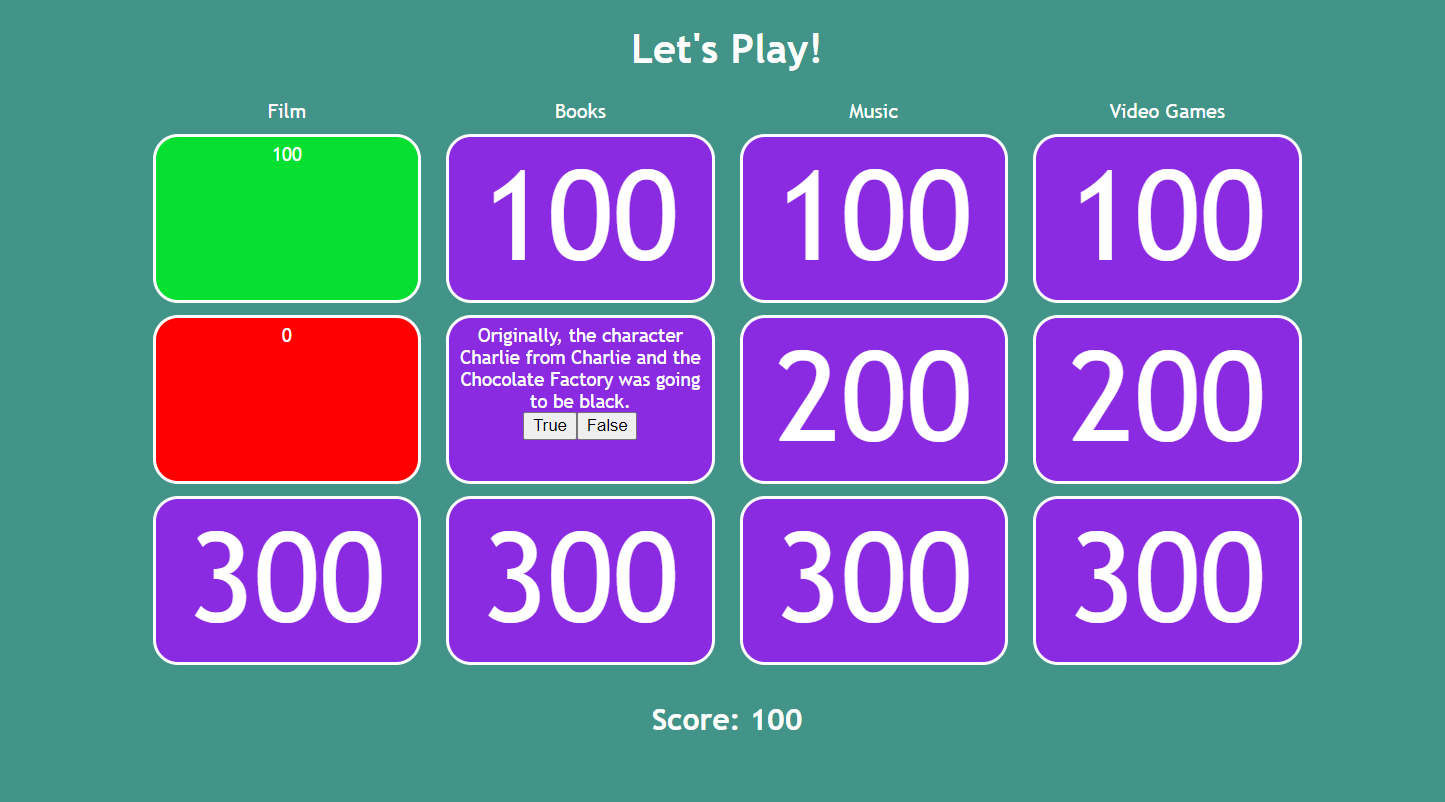 Let's Play!
Film
Books
Music
Video Games
100
100
100
100
0
Originally, the character
Charlie from Charlie and the
Chocolate Factory was going
to be black.
True
False
200
200
300
300
300
300
Score: 100